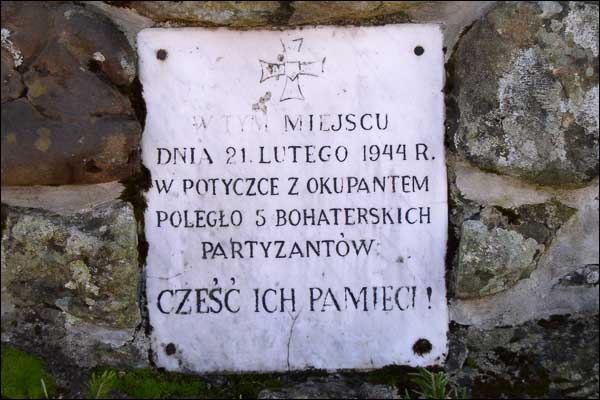 W TYM MIEJSCU
DNIA 21. LUTEGO 1944 R.
W POTYCZCE Z OKUPANTEM
POLEGŁO 5 BOHATERSKICH
PARTYZANTÓW
CZEŚĆ ICH PAMIĘCI!